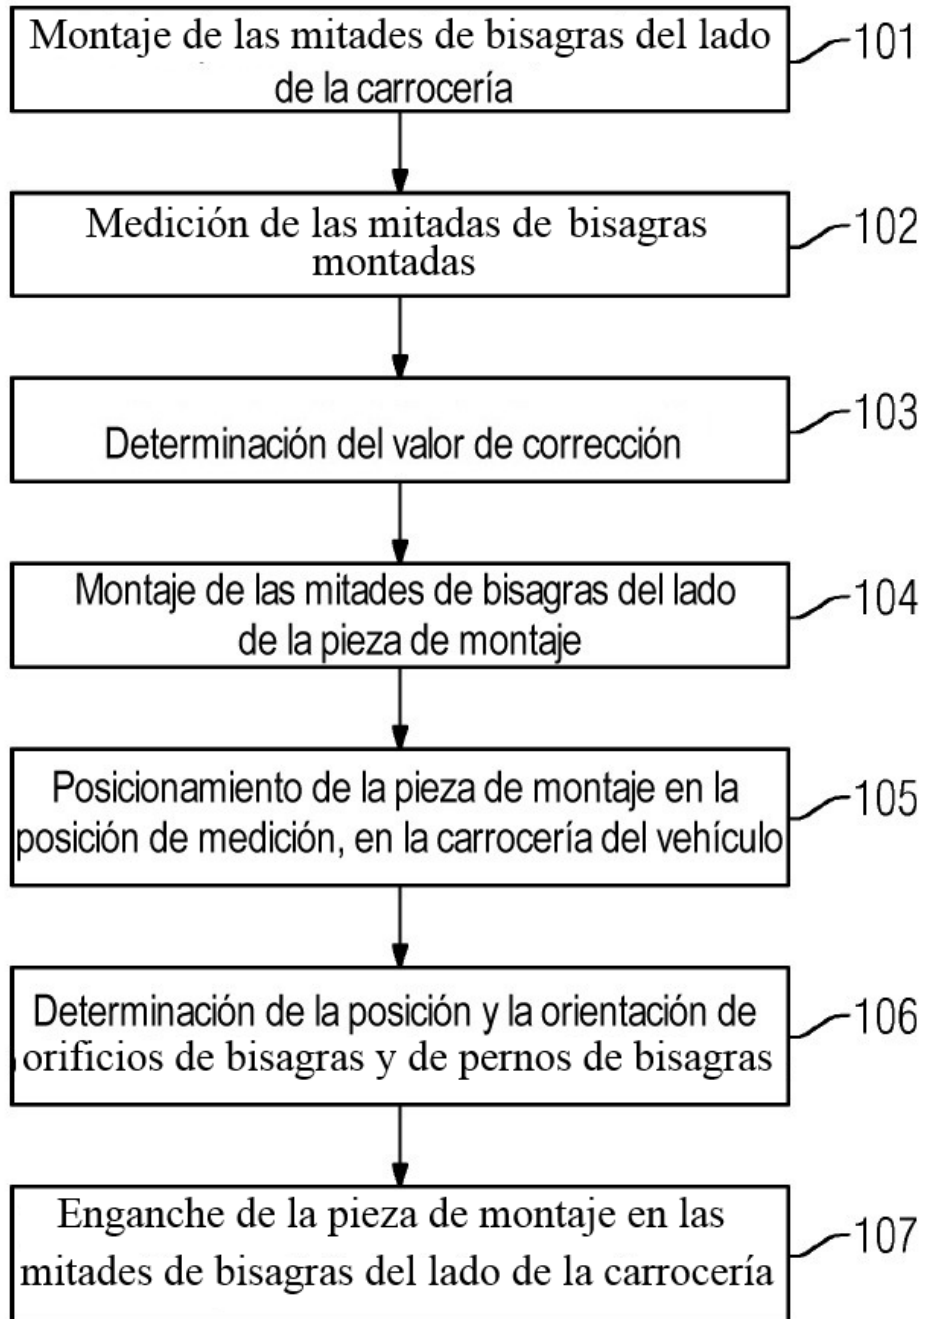 Montaje de las mitades de bisagras del lado
de la carrocería
101
Medición de las mitadas de bisagras
montadas
102
Determinación del valor de corrección
103
Montaje de las mitades de bisagras del lado
de la pieza de montaje
104
Posicionamiento de la pieza de montaje en la
posición de medición, en la carrocería del vehículo
105
Determinación de la posición y la orientación de
orificios de bisagras y de pernos de bisagras
106
Enganche de la pieza de montaje en las
mitades de bisagras del lado de la carrocería
107